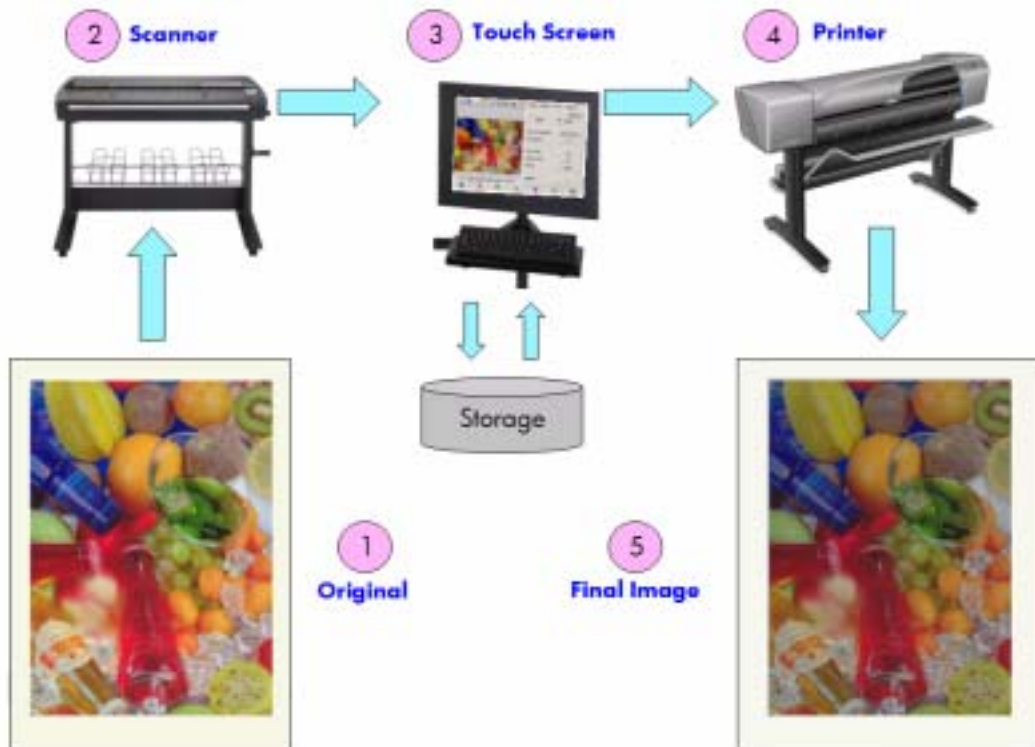 2 Scanner
3 Touch Screen
4 Printer
Storage
1
Original
5
Final Image